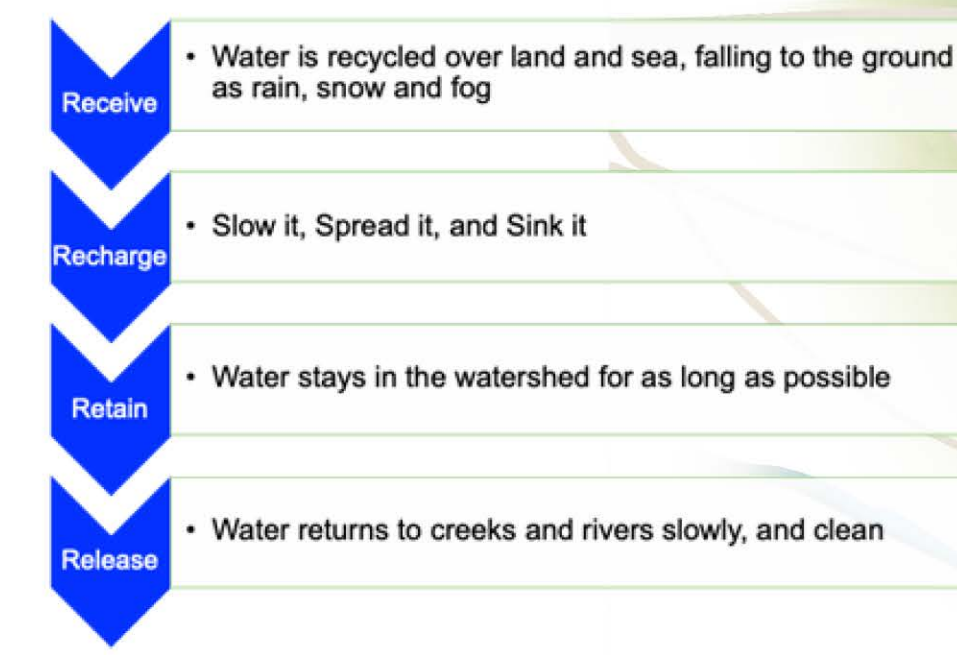 Receive
• Water is recycled over land and sea, falling to the ground
as rain, snow and fog
Recharge
• Slow it, Spread it, and Sink it
Retain
• Water stays in the watershed for as long as possible
Release
• Water returns to creeks and rivers slowly, and clean